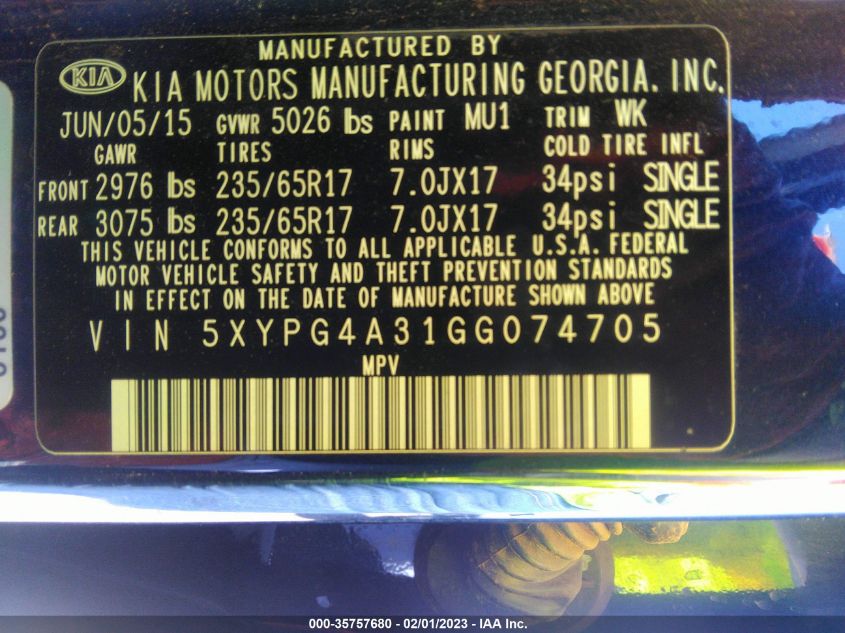 MANUFACTURED BY
KIA KIA MOTORS MANUFACTURING GEORGIA. INC.
JUN/05/15 GVWR 5026 lbs PAINT MU1 TRIM WK
GAWR TIRES RIMS COLD TIRE INFL
FRONT 2976 lbs 235/65R17 7.0JX17 34psi SINGLE
REAR 3075 lbs 235/65R17 7.0JX17 34psi SINGLE
THIS VEHICLE CONFORMS TO ALL APPLICABLE U.S.A. FEDERAL
MOTOR VEHICLE SAFETY AND THEFT PREVENTION STANDARDS
IN EFFECT ON THE DATE OF MANUFACTURE SHOWN ABOVE
VIN 5XYPG4A31GG074705
MPV
000-35757680 - 02/01/2023 - IAA Inc.